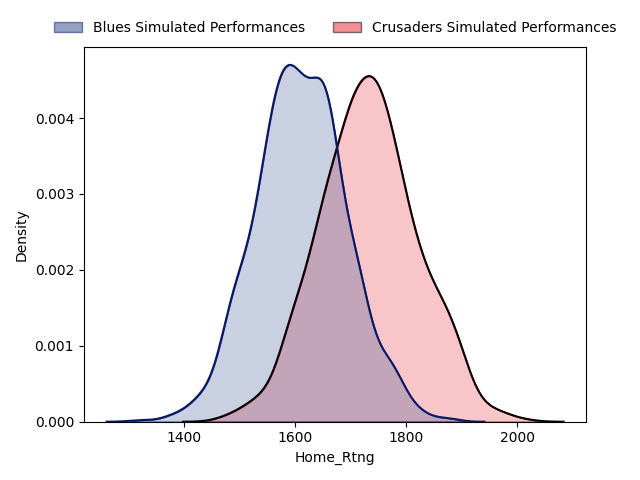 Blues Simulated Performances Crusaders Simulated Performances
0.004
0.003
0.002
0.001
0.000
Density
1400 1600 1800 2000
Home_Rtng